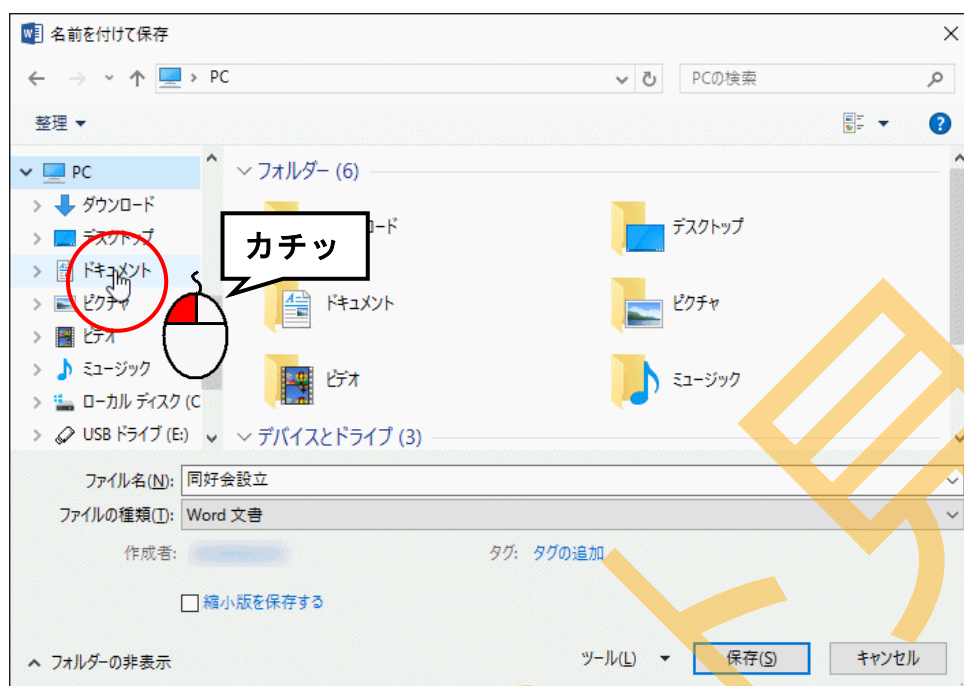 名前を付けて保存
PC
PCの検索
整理
PC
フォルダー (6)
ダウンロード
デスクトップ
ード
デスクトップ
カチッ
ドキュメント
ドキュメント
ピクチャ
ピクチャ
ビデオ
ビデオ
ミュージック
ミュージック
ローカル ディスク (C
USB ドライブ (E:)
デバイスとドライブ (3)
ファイル名(N): 同好会設立
ファイルの種類(T): Word 文書
作成者:
タグ: タグの追加
縮小版を保存する
フォルダーの非表示
ツール(L)
保存(S)
キャンセル